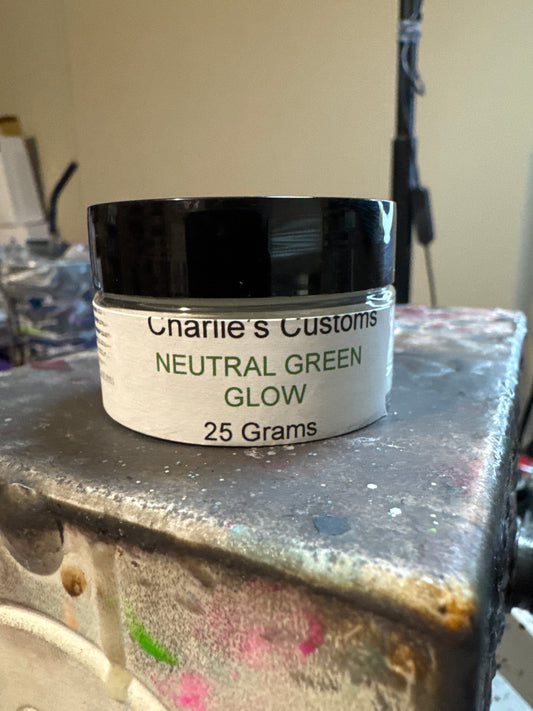 Charlie's Customs
NEUTRAL GREEN
GLOW
25 Grams